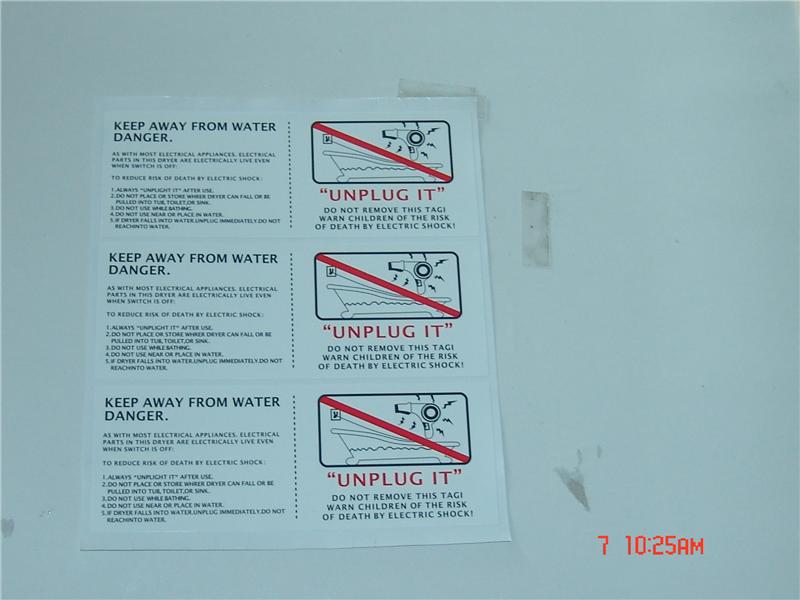 KEEP AWAY FROM WATER
DANGER.
AS WITH MOST ELECTRICAL APPLIANCES. ELECTRICAL
PARTS IN THIS DRYER ARE ELECTRICALLY LIVE EVEN
WHEN SWITCH IS OFF:
TO REDUCE RISK OF DEATH BY ELECTRIC SHOCK:
1.ALWAYS "UNPLIGHT IT" AFTER USE.
2.DO NOT PLACE OR STORE WHRER DRYER CAN FALL OR BE
PULLED INTO TUB,TOILET,OR SINK.
3.DO NOT USE WHILE BATHING.
4.DO NOT USE NEAR OR PLACE IN WATER.
5.IF DRYER FALLS INTO WATER.UNPLUG IMMEDIATELY.DO NOT
REACHINTO WATER.
"UNPLUG IT"
DO NOT REMOVE THIS TAGI
WARN CHILDREN OF THE RISK
OF DEATH BY ELECTRIC SHOCK!
KEEP AWAY FROM WATER
DANGER.
AS WITH MOST ELECTRICAL APPLIANCES. ELECTRICAL
PARTS IN THIS DRYER ARE ELECTRICALLY LIVE EVEN
WHEN SWITCH IS OFF:
TO REDUCE RISK OF DEATH BY ELECTRIC SHOCK:
1.ALWAYS "UNPLIGHT IT" AFTER USE.
2.DO NOT PLACE OR STORE WHRER DRYER CAN FALL OR BE
PULLED INTO TUB,TOILET,OR SINK.
3.DO NOT USE WHILE BATHING.
4.DO NOT USE NEAR OR PLACE IN WATER.
5.IF DRYER FALLS INTO WATER.UNPLUG IMMEDIATELY.DO NOT
REACHINTO WATER.
"UNPLUG IT"
DO NOT REMOVE THIS TAGI
WARN CHILDREN OF THE RISK
OF DEATH BY ELECTRIC SHOCK!
KEEP AWAY FROM WATER
DANGER.
AS WITH MOST ELECTRICAL APPLIANCES. ELECTRICAL
PARTS IN THIS DRYER ARE ELECTRICALLY LIVE EVEN
WHEN SWITCH IS OFF:
TO REDUCE RISK OF DEATH BY ELECTRIC SHOCK:
1.ALWAYS "UNPLIGHT IT" AFTER USE.
2.DO NOT PLACE OR STORE WHRER DRYER CAN FALL OR BE
PULLED INTO TUB,TOILET,OR SINK.
3.DO NOT USE WHILE BATHING.
4.DO NOT USE NEAR OR PLACE IN WATER.
5.IF DRYER FALLS INTO WATER.UNPLUG IMMEDIATELY.DO NOT
REACHINTO WATER.
"UNPLUG IT"
DO NOT REMOVE THIS TAGI
WARN CHILDREN OF THE RISK
OF DEATH BY ELECTRIC SHOCK!
7 10:25AM